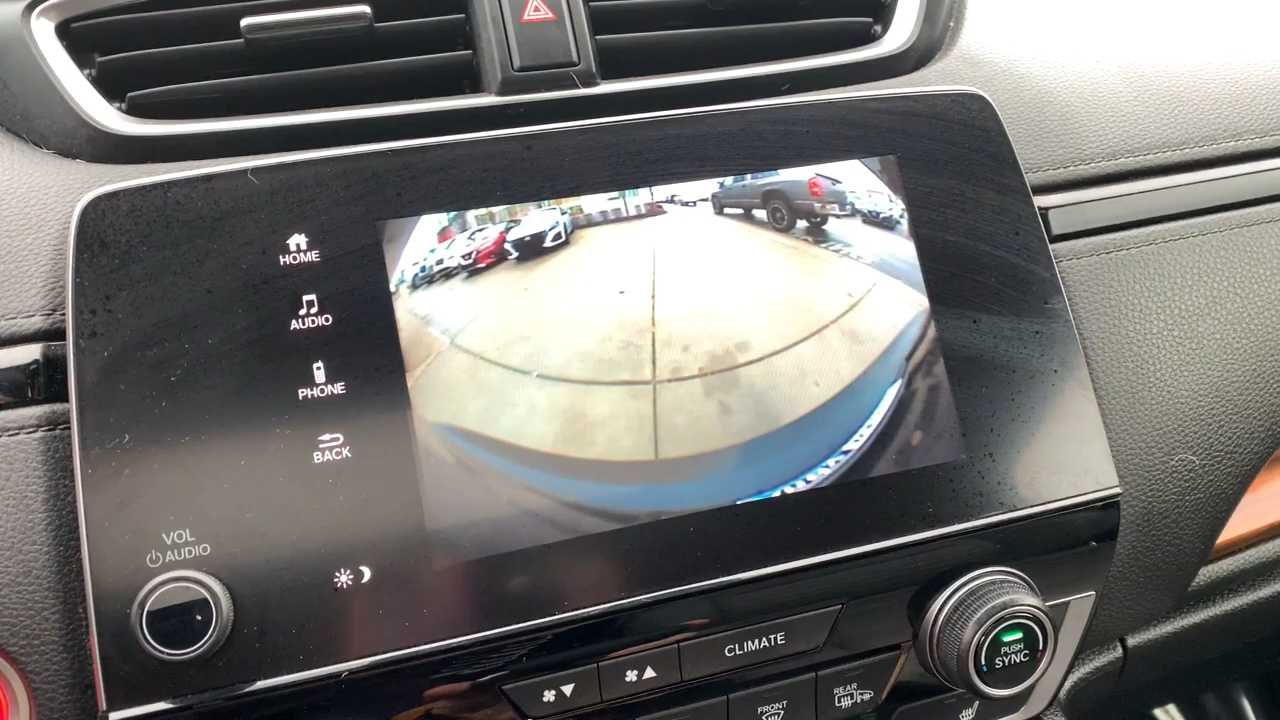 HOME
AUDIO
PHONE
BACK
VOL
AUDIO
CLIMATE
PUSH
SYNC
REAR
FRONT